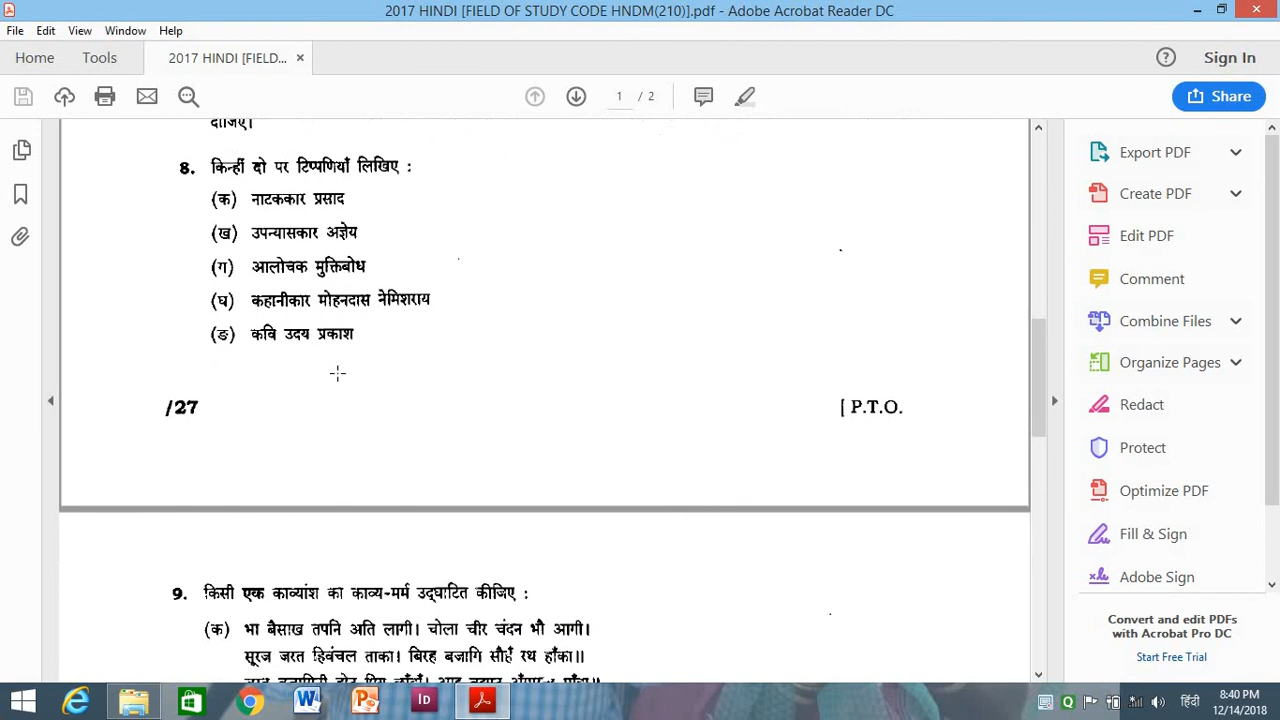 2017 HINDI [FIELD OF STUDY CODE HNDM(210)].pdf - Adobe Acrobat Reader DC
File Edit View Window Help
Home Tools 2017 HINDI [FIELD... × Sign In
1 / 2 Share
दीजिए।
8. किन्हीं दो पर टिप्पणियाँ लिखिए :
(क) नाटककार प्रसाद
(ख) उपन्यासकार अज्ञेय
(ग) आलोचक मुक्तिबोध
(घ) कहानीकार मोहनदास नेमिशराय
(ङ) कवि उदय प्रकाश
/27 [ P.T.O.
9. किसी एक काव्यांश का काव्य-मर्म उद्घाटित कीजिए :
(क) भा बैसाख तपनि अति लागी। चोला चीर चंदन भौ आगी।
सूरज जरत हिवंचल ताका। बिरह बजागि सौहँ रथ हाँका॥
Export PDF
Create PDF
Edit PDF
Comment
Combine Files
Organize Pages
Redact
Protect
Optimize PDF
Fill & Sign
Adobe Sign
Convert and edit PDFs
with Acrobat Pro DC
Start Free Trial
हिंदी 8:40 PM
12/14/2018